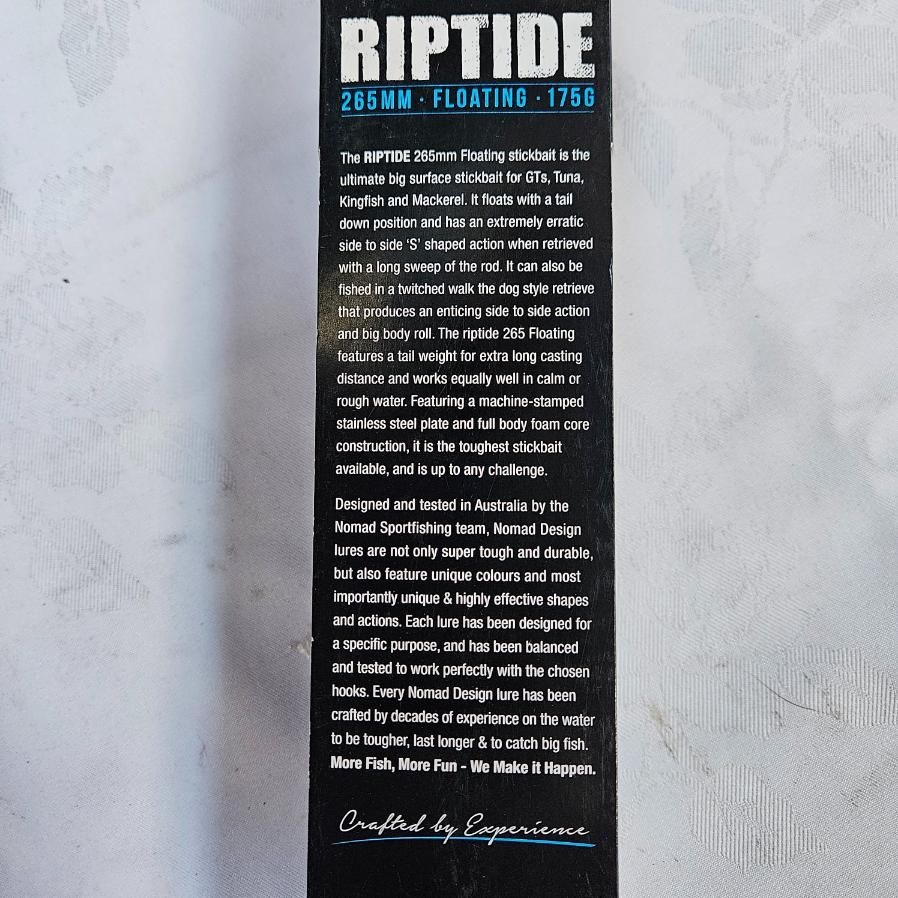 RIPTIDE
265MM · FLOATING · 175G
The RIPTIDE 265mm Floating stickbait is the
ultimate big surface stickbait for GTs, Tuna,
Kingfish and Mackerel. It floats with a tail
down position and has an extremely erratic
side to side ‘S’ shaped action when retrieved
with a long sweep of the rod. It can also be
fished in a twitched walk the dog style retrieve
that produces an enticing side to side action
and big body roll. The riptide 265 Floating
features a tail weight for extra long casting
distance and works equally well in calm or
rough water. Featuring a machine-stamped
stainless steel plate and full body foam core
construction, it is the toughest stickbait
available, and is up to any challenge.
Designed and tested in Australia by the
Nomad Sportfishing team, Nomad Design
lures are not only super tough and durable,
but also feature unique colours and most
importantly unique & highly effective shapes
and actions. Each lure has been designed for
a specific purpose, and has been balanced
and tested to work perfectly with the chosen
hooks. Every Nomad Design lure has been
crafted by decades of experience on the water
to be tougher, last longer & to catch big fish.
More Fish, More Fun - We Make it Happen.
Crafted by Experience